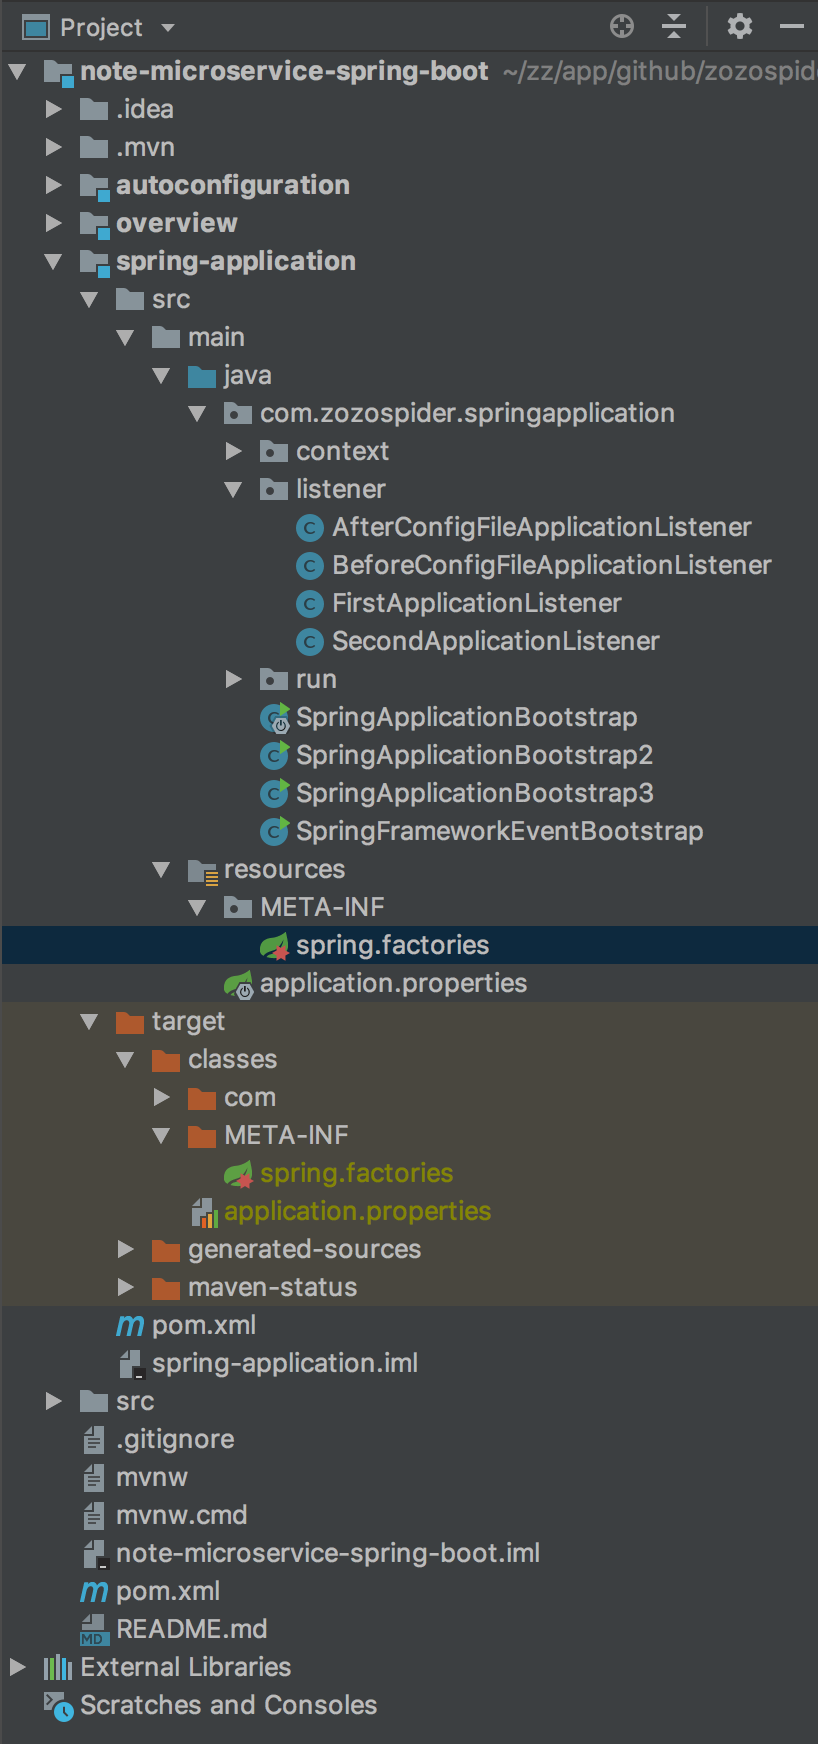 Project
note-microservice-spring-boot ~/zz/app/github/zozospide
.idea
.mvn
autoconfiguration
overview
spring-application
src
main
java
com.zozospider.springapplication
context
listener
C AfterConfigFileApplicationListener
C BeforeConfigFileApplicationListener
C FirstApplicationListener
C SecondApplicationListener
run
C SpringApplicationBootstrap
C SpringApplicationBootstrap2
C SpringApplicationBootstrap3
C SpringFrameworkEventBootstrap
resources
META-INF
spring.factories
application.properties
target
classes
com
META-INF
spring.factories
application.properties
generated-sources
maven-status
m pom.xml
spring-application.iml
src
.gitignore
mvnw
mvnw.cmd
note-microservice-spring-boot.iml
m pom.xml
MD README.md
External Libraries
Scratches and Consoles